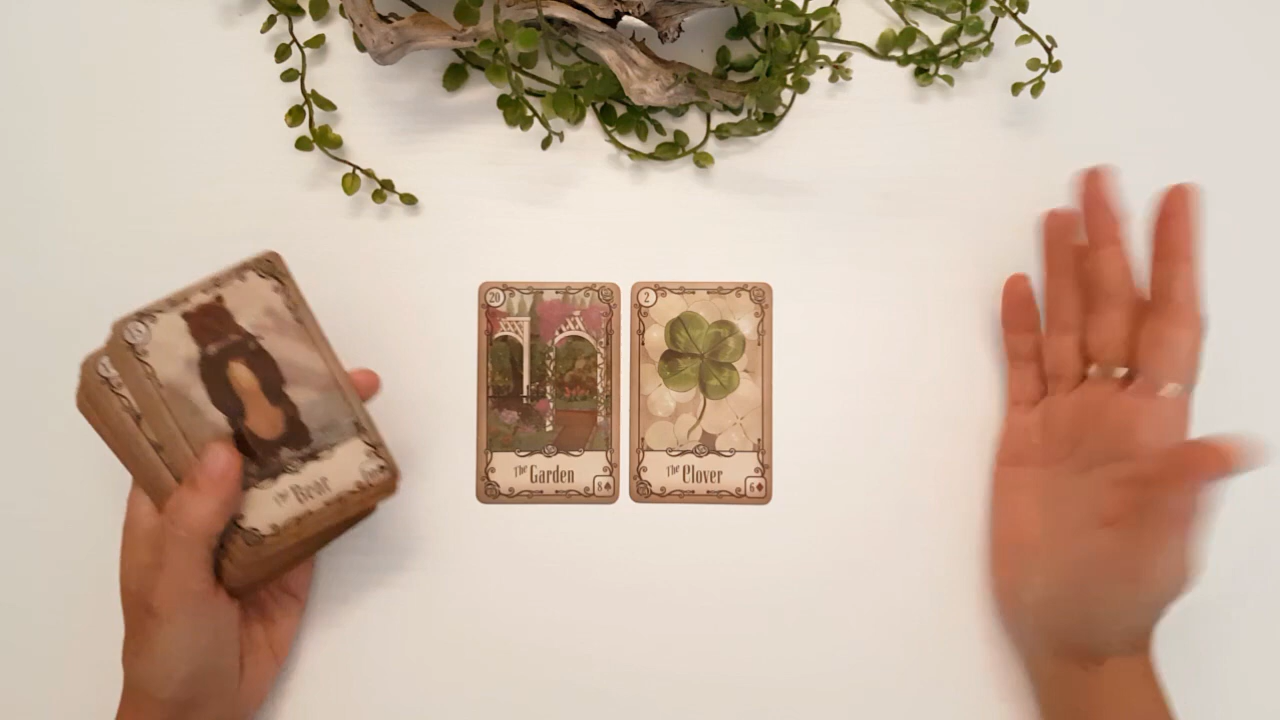 20
The Garden
8♠
2
The Clover
6♦
The Bear